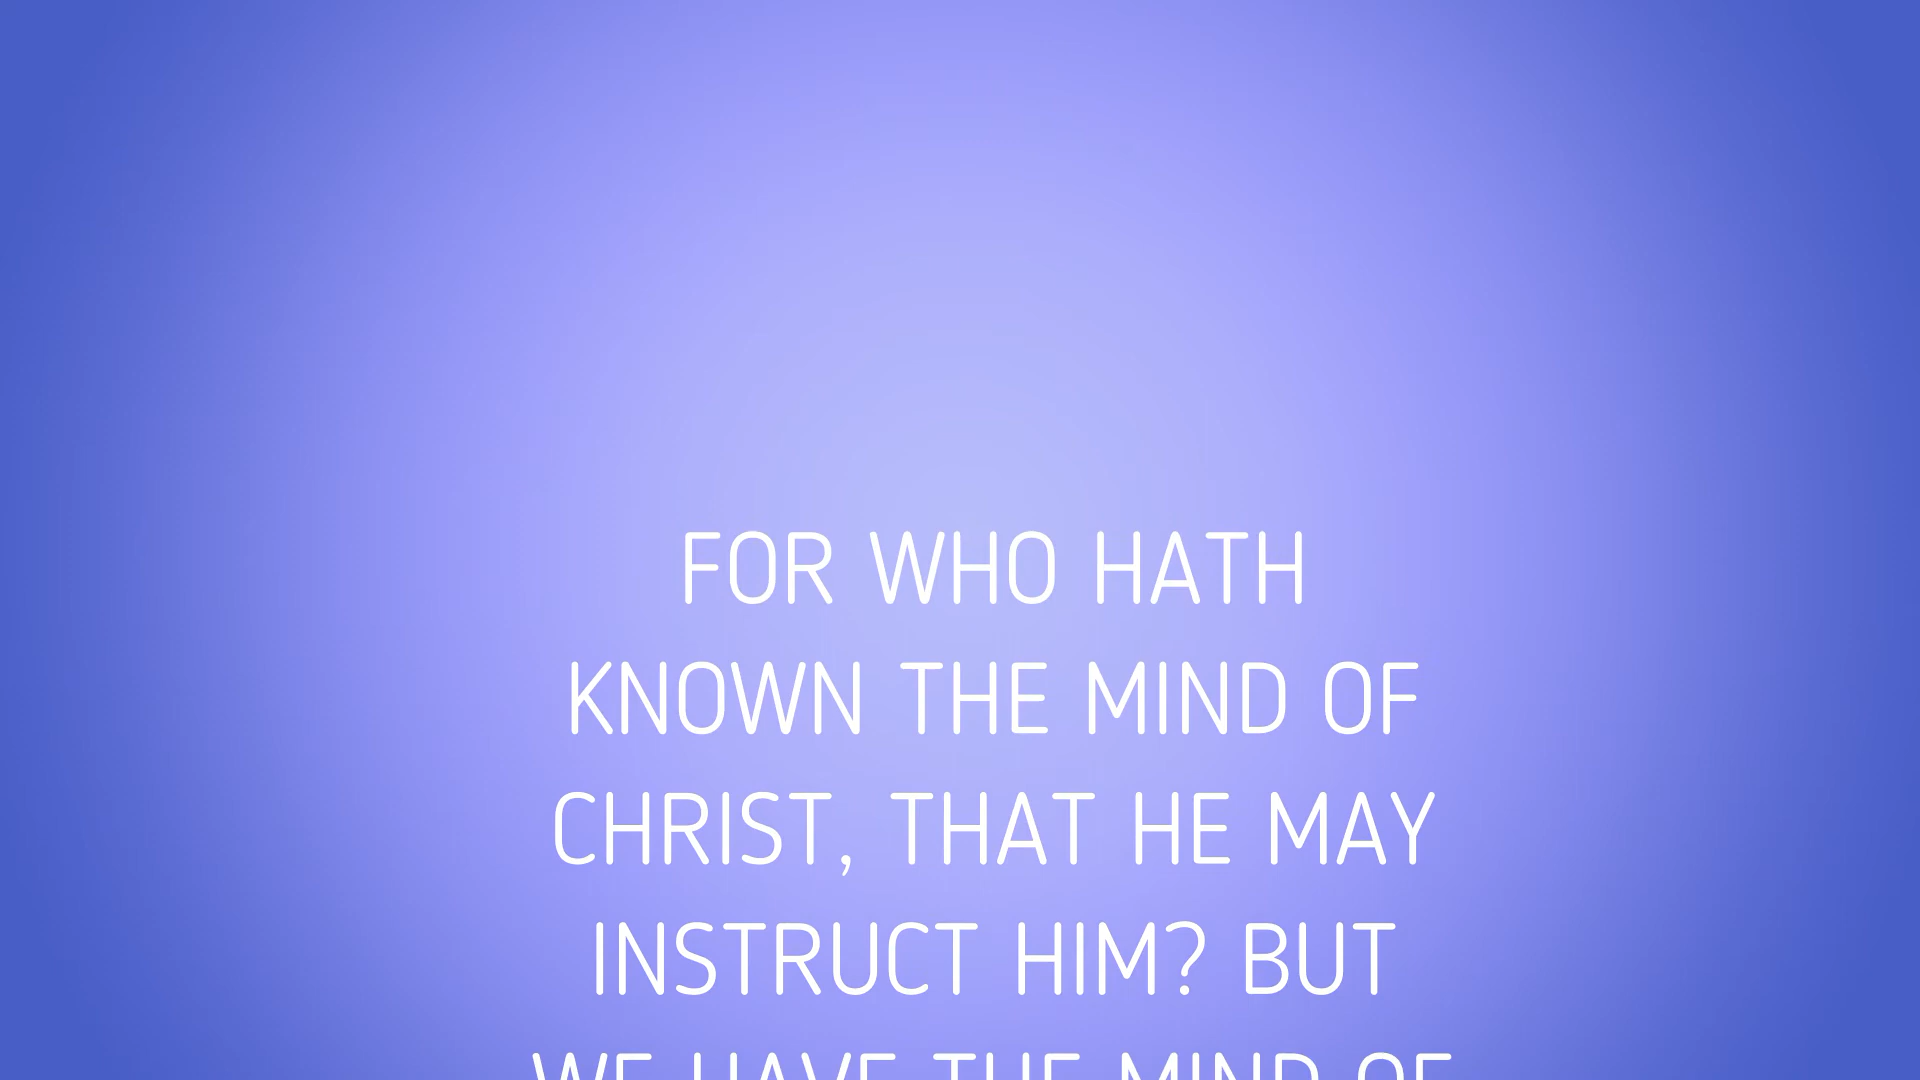 FOR WHO HATH
KNOWN THE MIND OF
CHRIST, THAT HE MAY
INSTRUCT HIM? BUT
WE HAVE THE MIND OF